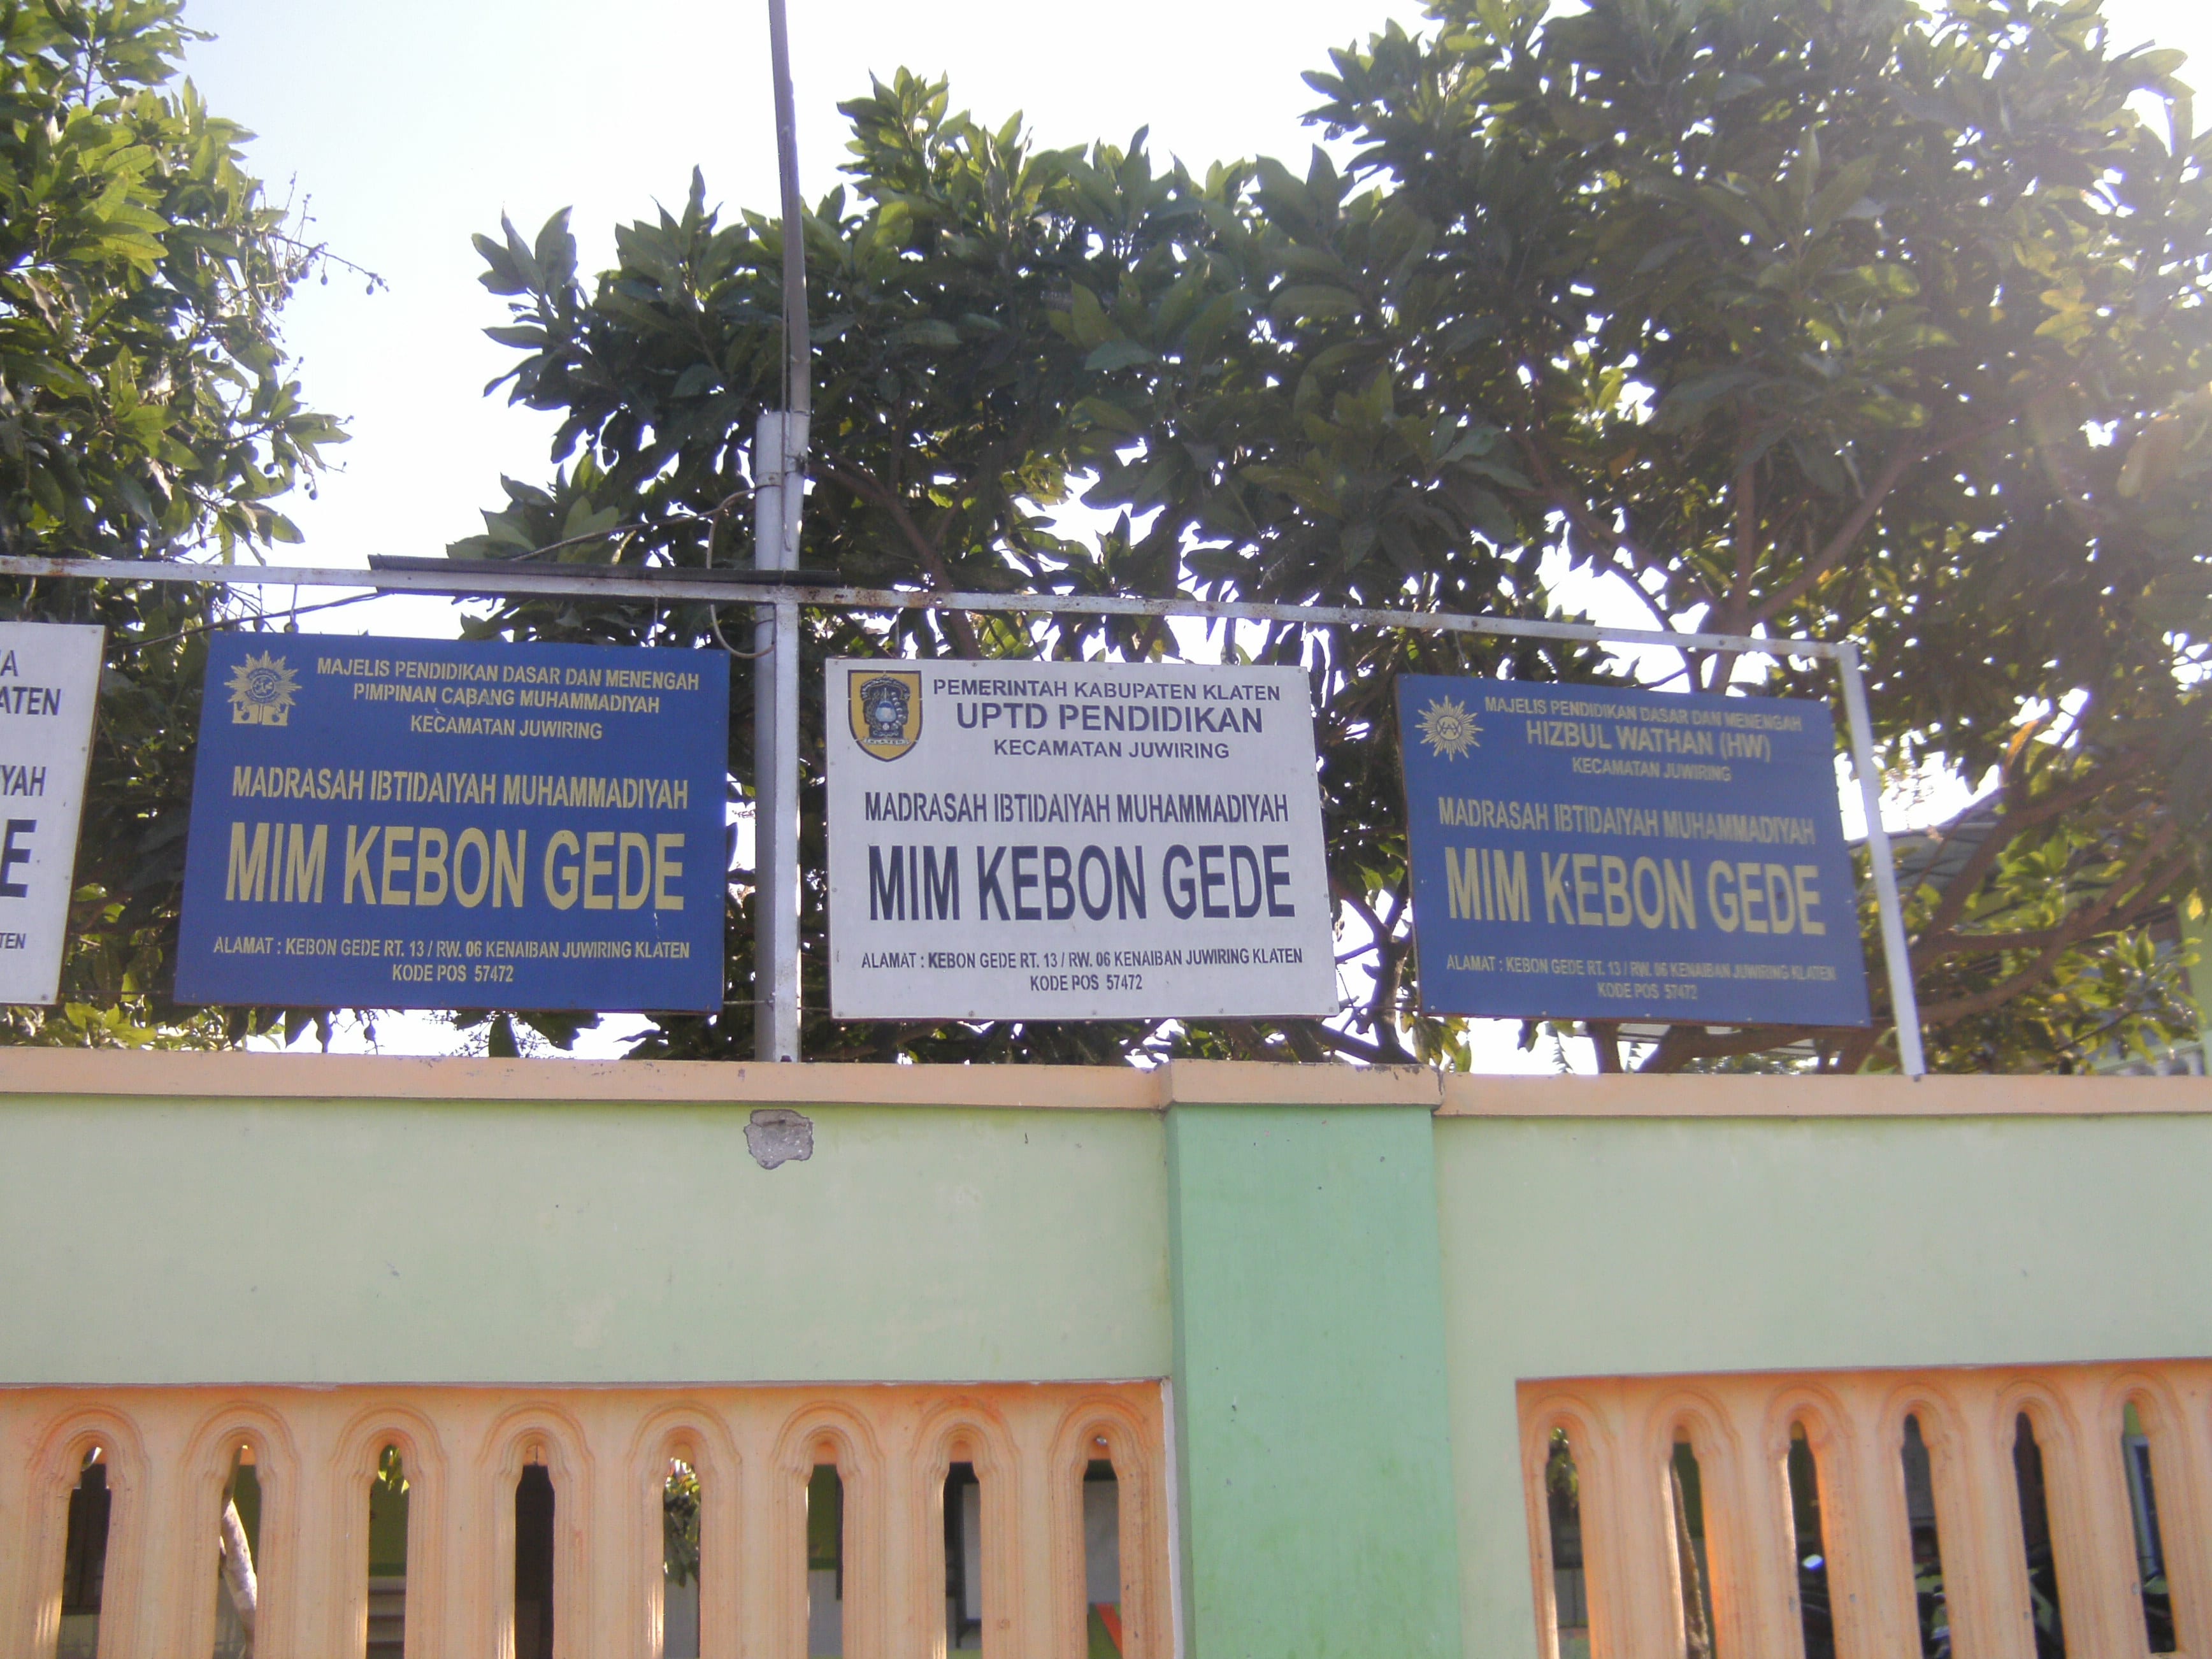 ATEN
YAH
E
TEN
MAJELIS PENDIDIKAN DASAR DAN MENENGAH
PIMPINAN CABANG MUHAMMADIYAH
KECAMATAN JUWIRING
MADRASAH IBTIDAIYAH MUHAMMADIYAH
MIM KEBON GEDE
ALAMAT : KEBON GEDE RT. 13 / RW. 06 KENAIBAN JUWIRING KLATEN
KODE POS 57472
PEMERINTAH KABUPATEN KLATEN
UPTD PENDIDIKAN
KECAMATAN JUWIRING
MADRASAH IBTIDAIYAH MUHAMMADIYAH
MIM KEBON GEDE
ALAMAT : KEBON GEDE RT. 13 / RW. 06 KENAIBAN JUWIRING KLATEN
KODE POS 57472
MAJELIS PENDIDIKAN DASAR DAN MENENGAH
HIZBUL WATHAN (HW)
KECAMATAN JUWIRING
MADRASAH IBTIDAIYAH MUHAMMADIYAH
MIM KEBON GEDE
ALAMAT : KEBON GEDE RT. 13 / RW. 06 KENAIBAN JUWIRING KLATEN
KODE POS 57472